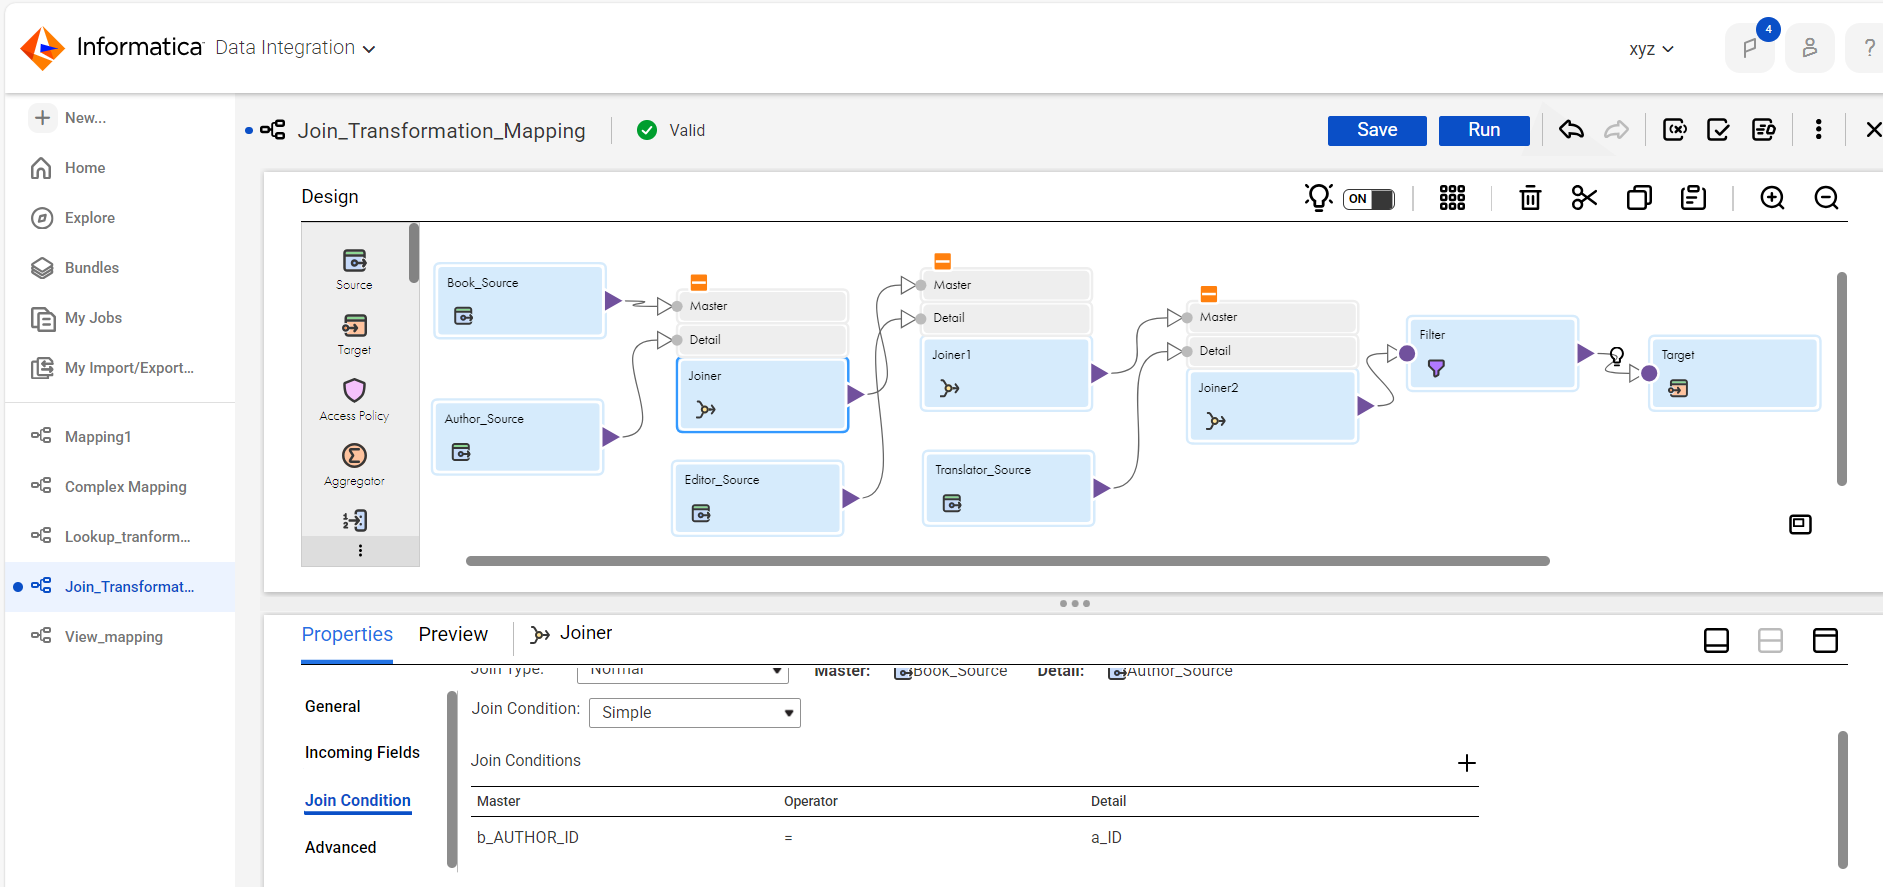 Informatica Data Integration
xyz
4
?
New...
Home
Explore
Bundles
My Jobs
My Import/Export...
Mapping1
Complex Mapping
Lookup_tranform...
Join_Transformat...
View_mapping
Join_Transformation_Mapping
Valid
Save
Run
Design
ON
Source
Target
Access Policy
Aggregator
Book_Source
Author_Source
Master
Detail
Joiner
Editor_Source
Master
Detail
Joiner1
Translator_Source
Master
Detail
Joiner2
Filter
Target
Properties
Preview
Joiner
General
Incoming Fields
Join Condition
Advanced
Join Type: Normal Master: Book_Source Detail: Author_Source
Join Condition: Simple
Join Conditions
Master Operator Detail
b_AUTHOR_ID = a_ID